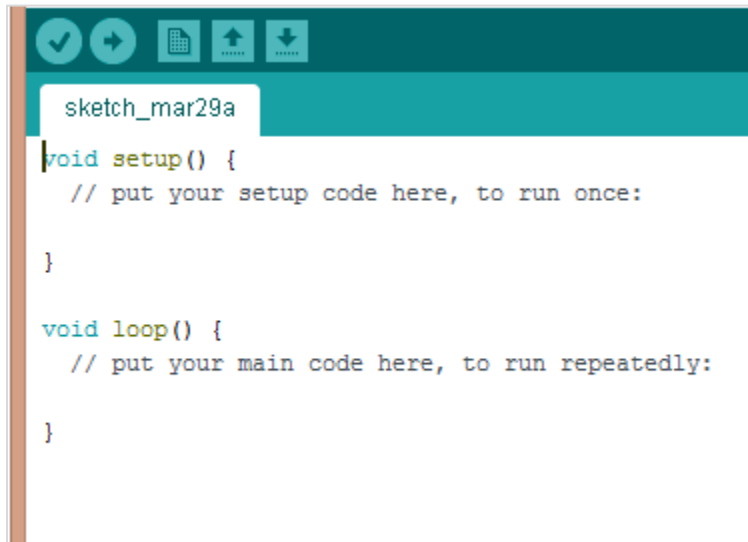 sketch_mar29a
void setup() {
  // put your setup code here, to run once:
}
void loop() {
  // put your main code here, to run repeatedly:
}